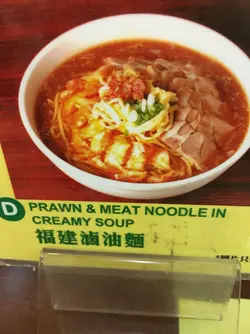 D PRAWN & MEAT NOODLE IN
CREAMY SOUP
福建滷油麵